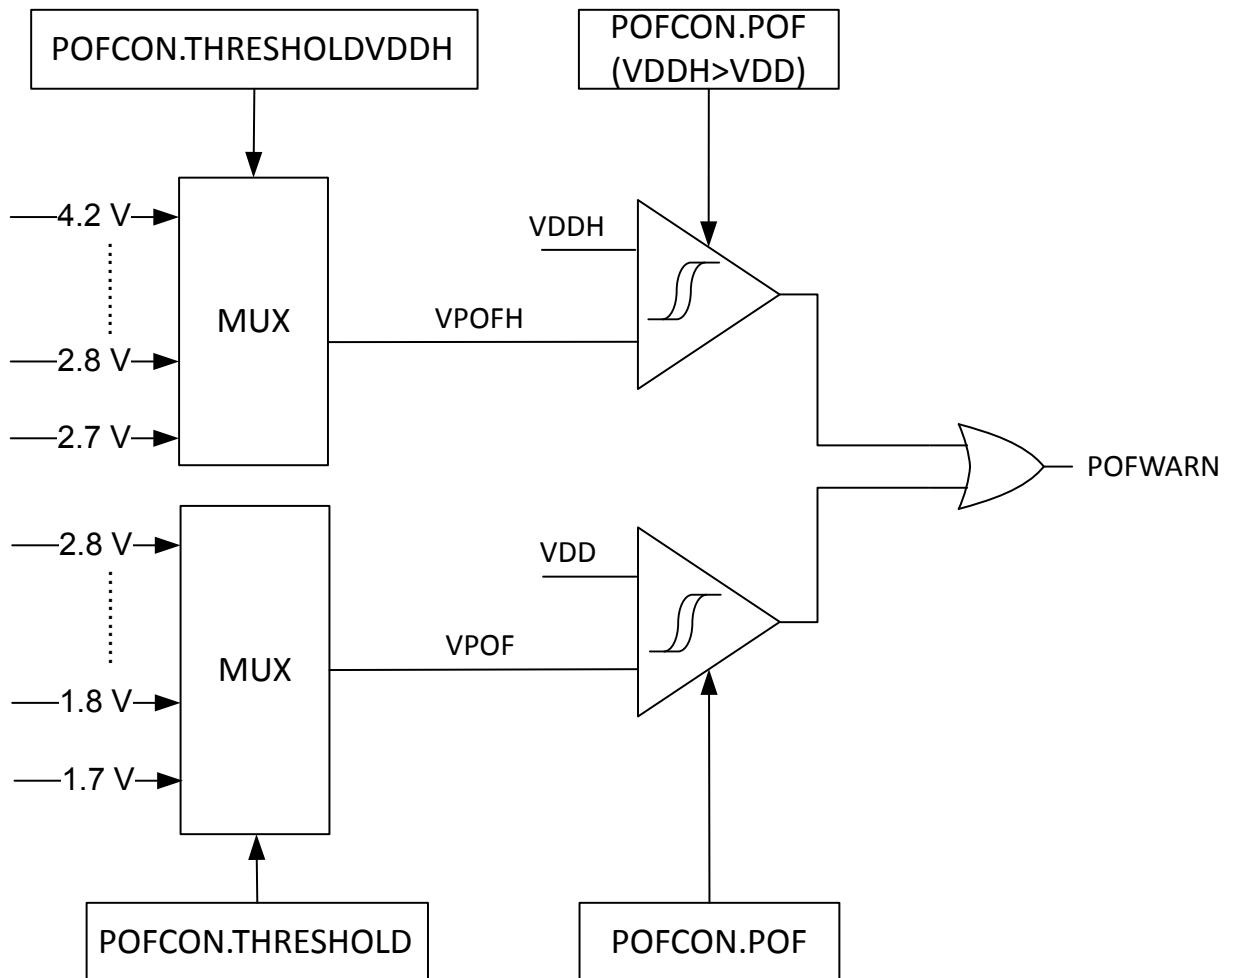 POFCON.THRESHOLDVDDH
POFCON.POF
(VDDH>VDD)
4.2 V
2.8 V
2.7 V
MUX
VDDH
VPOFH
POFWARN
2.8 V
1.8 V
1.7 V
MUX
VDD
VPOF
POFCON.THRESHOLD
POFCON.POF